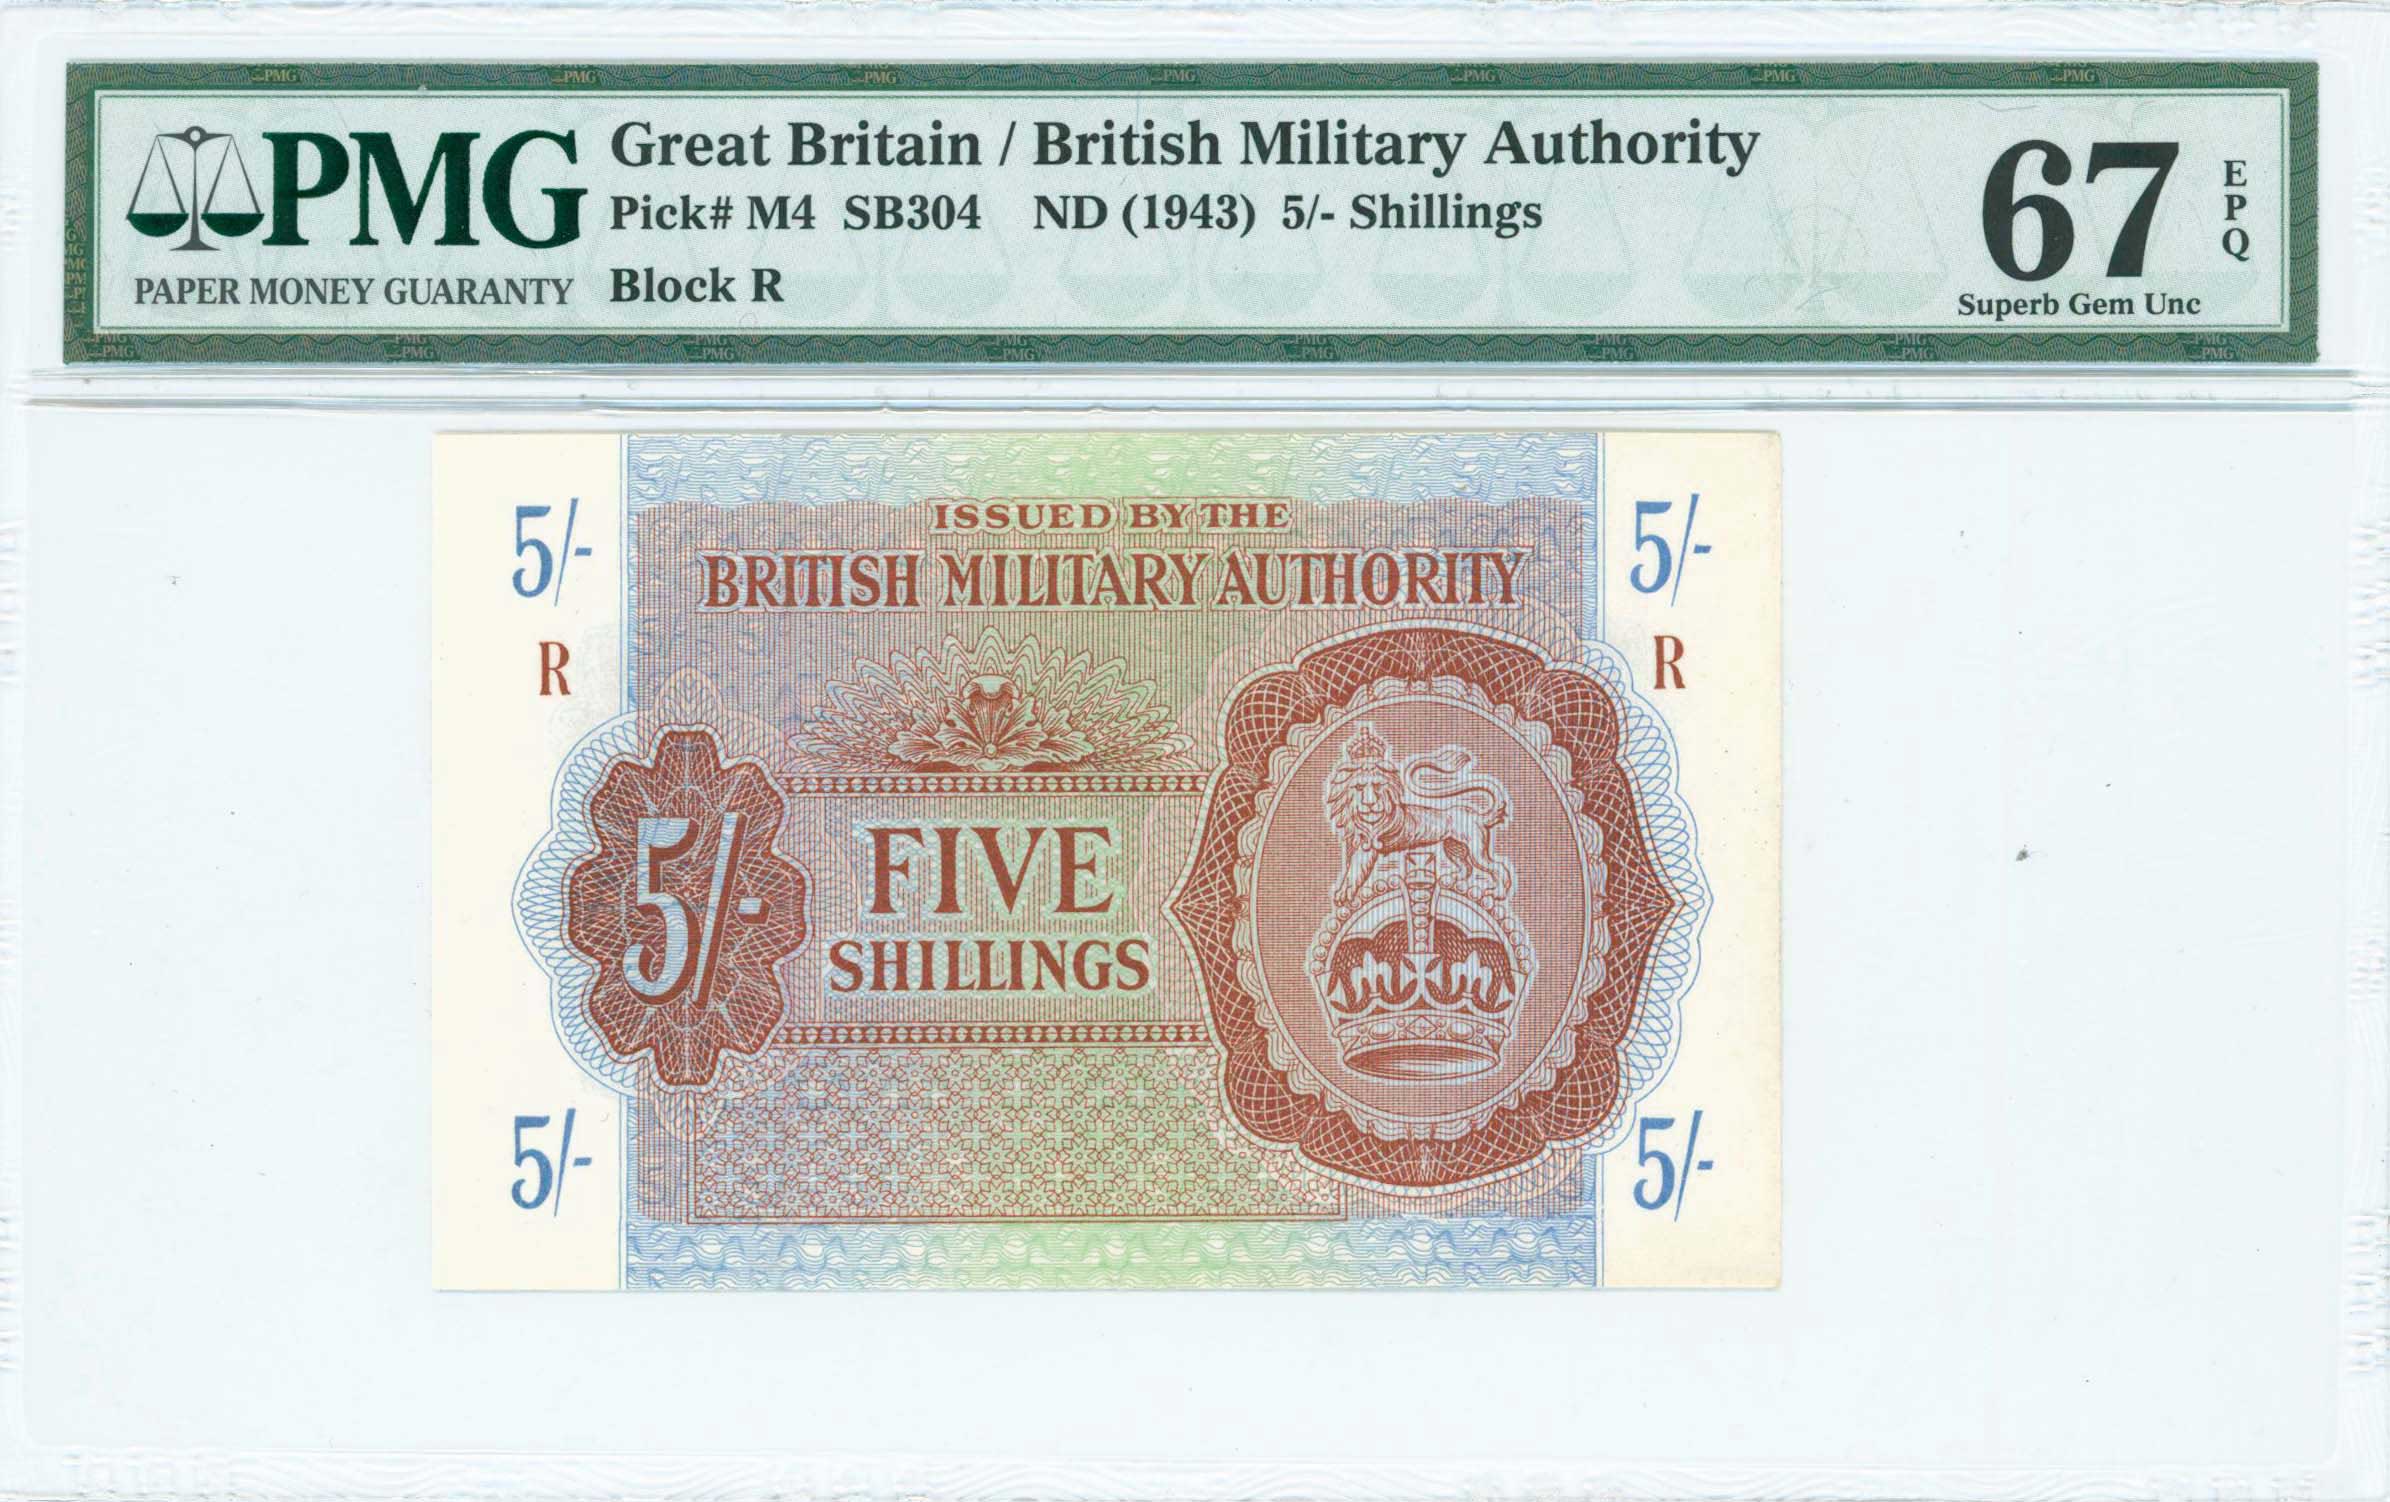 PMG
PAPER MONEY GUARANTY
Great Britain / British Military Authority
Pick# M4 SB304 ND (1943) 5/- Shillings
Block R
67
EPQ
Superb Gem Unc
ISSUED BY THE
BRITISH MILITARY AUTHORITY
5/-
5/-
R
R
5/-
FIVE
SHILLINGS
5/-
5/-